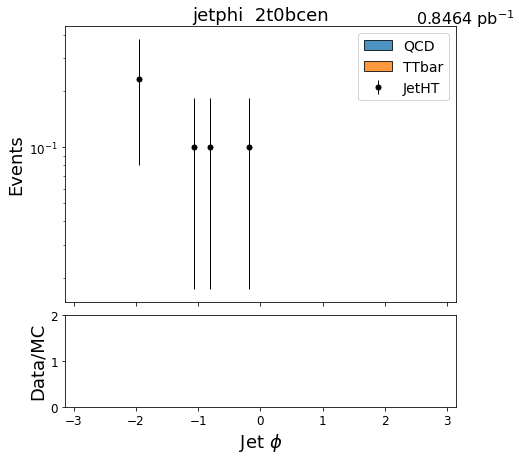 jetphi  2t0bcen
0.8464 pb⁻¹
QCD
TTbar
JetHT
Events
10⁻¹
Data/MC
2
1
0
−3 −2 −1 0 1 2 3
Jet ϕ